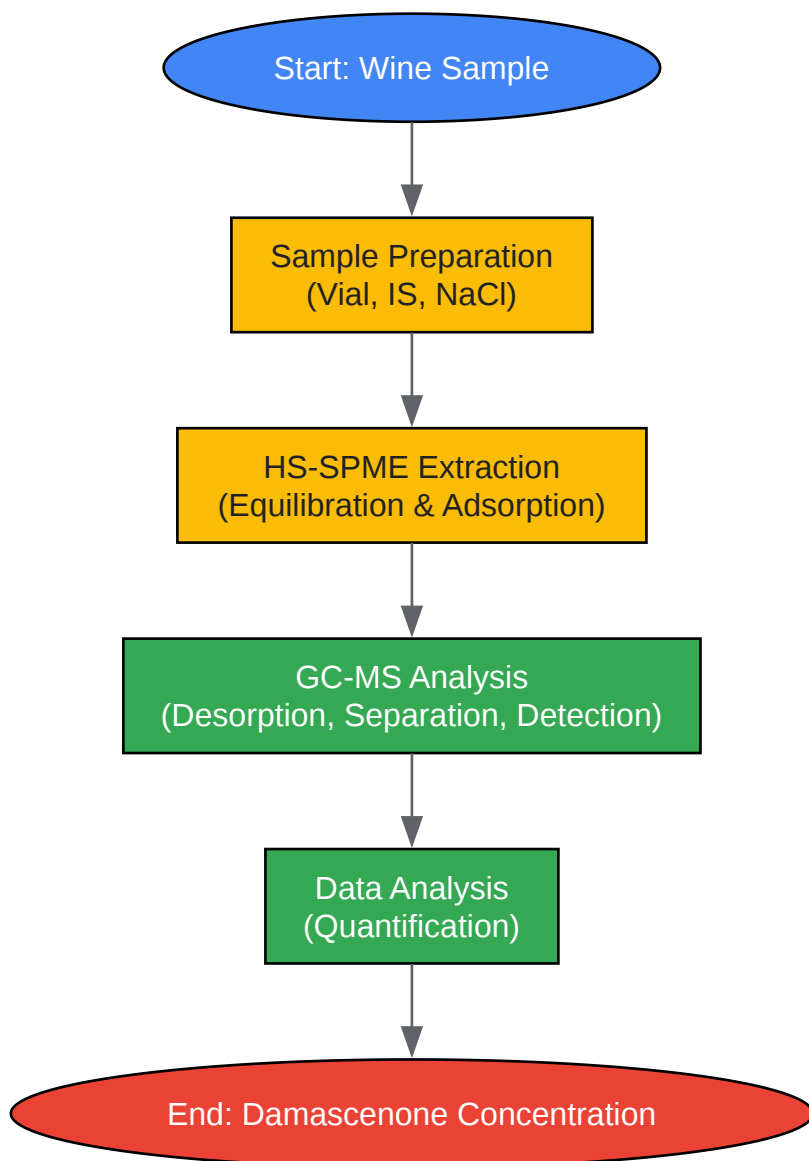 Start: Wine Sample
Sample Preparation
(Vial, IS, NaCl)
HS-SPME Extraction
(Equilibration & Adsorption)
GC-MS Analysis
(Desorption, Separation, Detection)
Data Analysis
(Quantification)
End: Damascenone Concentration